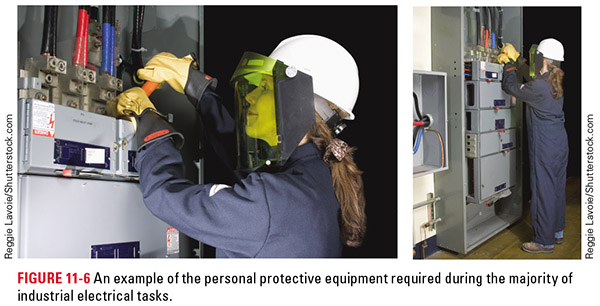 Reggie Lavoie/Shutterstock.com
Reggie Lavoie/Shutterstock.com
FIGURE 11-6 An example of the personal protective equipment required during the majority of
industrial electrical tasks.